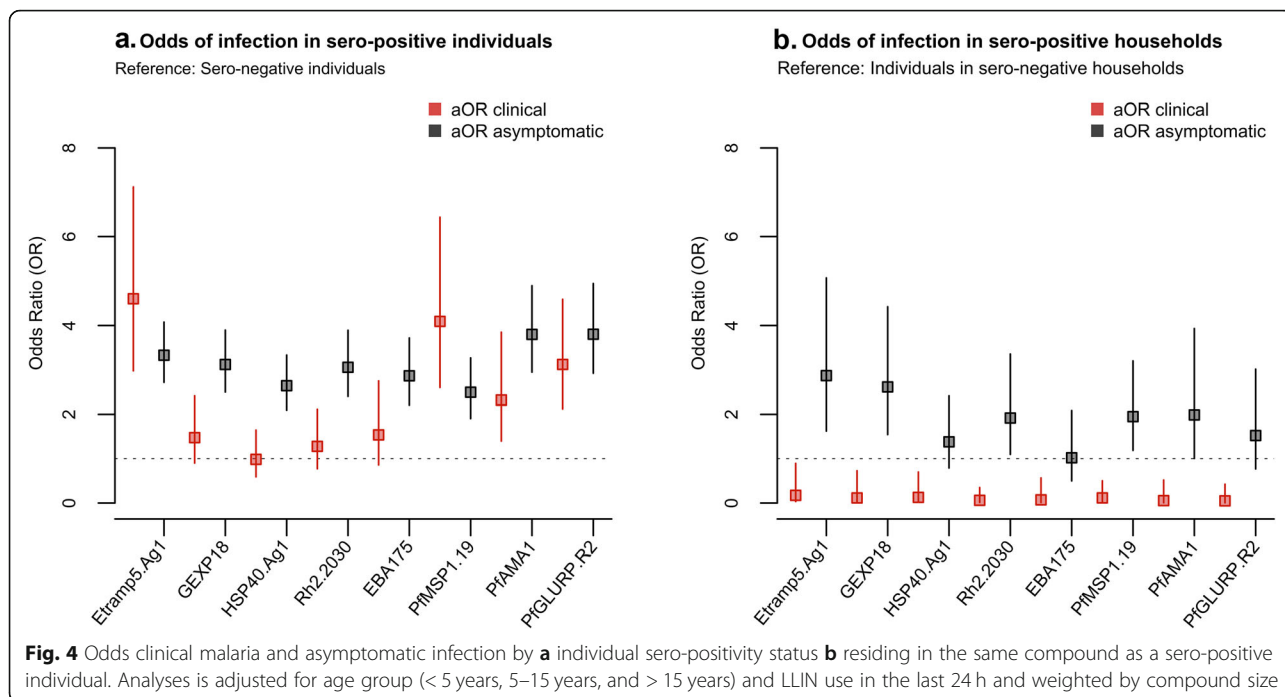 a. Odds of infection in sero-positive individuals
Reference: Sero-negative individuals
aOR clinical
aOR asymptomatic
Odds Ratio (OR)
8
6
4
2
0
Etramp5.Ag1
GEXP18
HSP40.Ag1
Rh2.2030
EBA175
PfMSP1.19
PfAMA1
PfGLURP.R2
b. Odds of infection in sero-positive households
Reference: Individuals in sero-negative households
aOR clinical
aOR asymptomatic
Odds Ratio (OR)
8
6
4
2
0
Etramp5.Ag1
GEXP18
HSP40.Ag1
Rh2.2030
EBA175
PfMSP1.19
PfAMA1
PfGLURP.R2
Fig. 4 Odds clinical malaria and asymptomatic infection by a individual sero-positivity status b residing in the same compound as a sero-positive
individual. Analyses is adjusted for age group (< 5 years, 5–15 years, and > 15 years) and LLIN use in the last 24 h and weighted by compound size